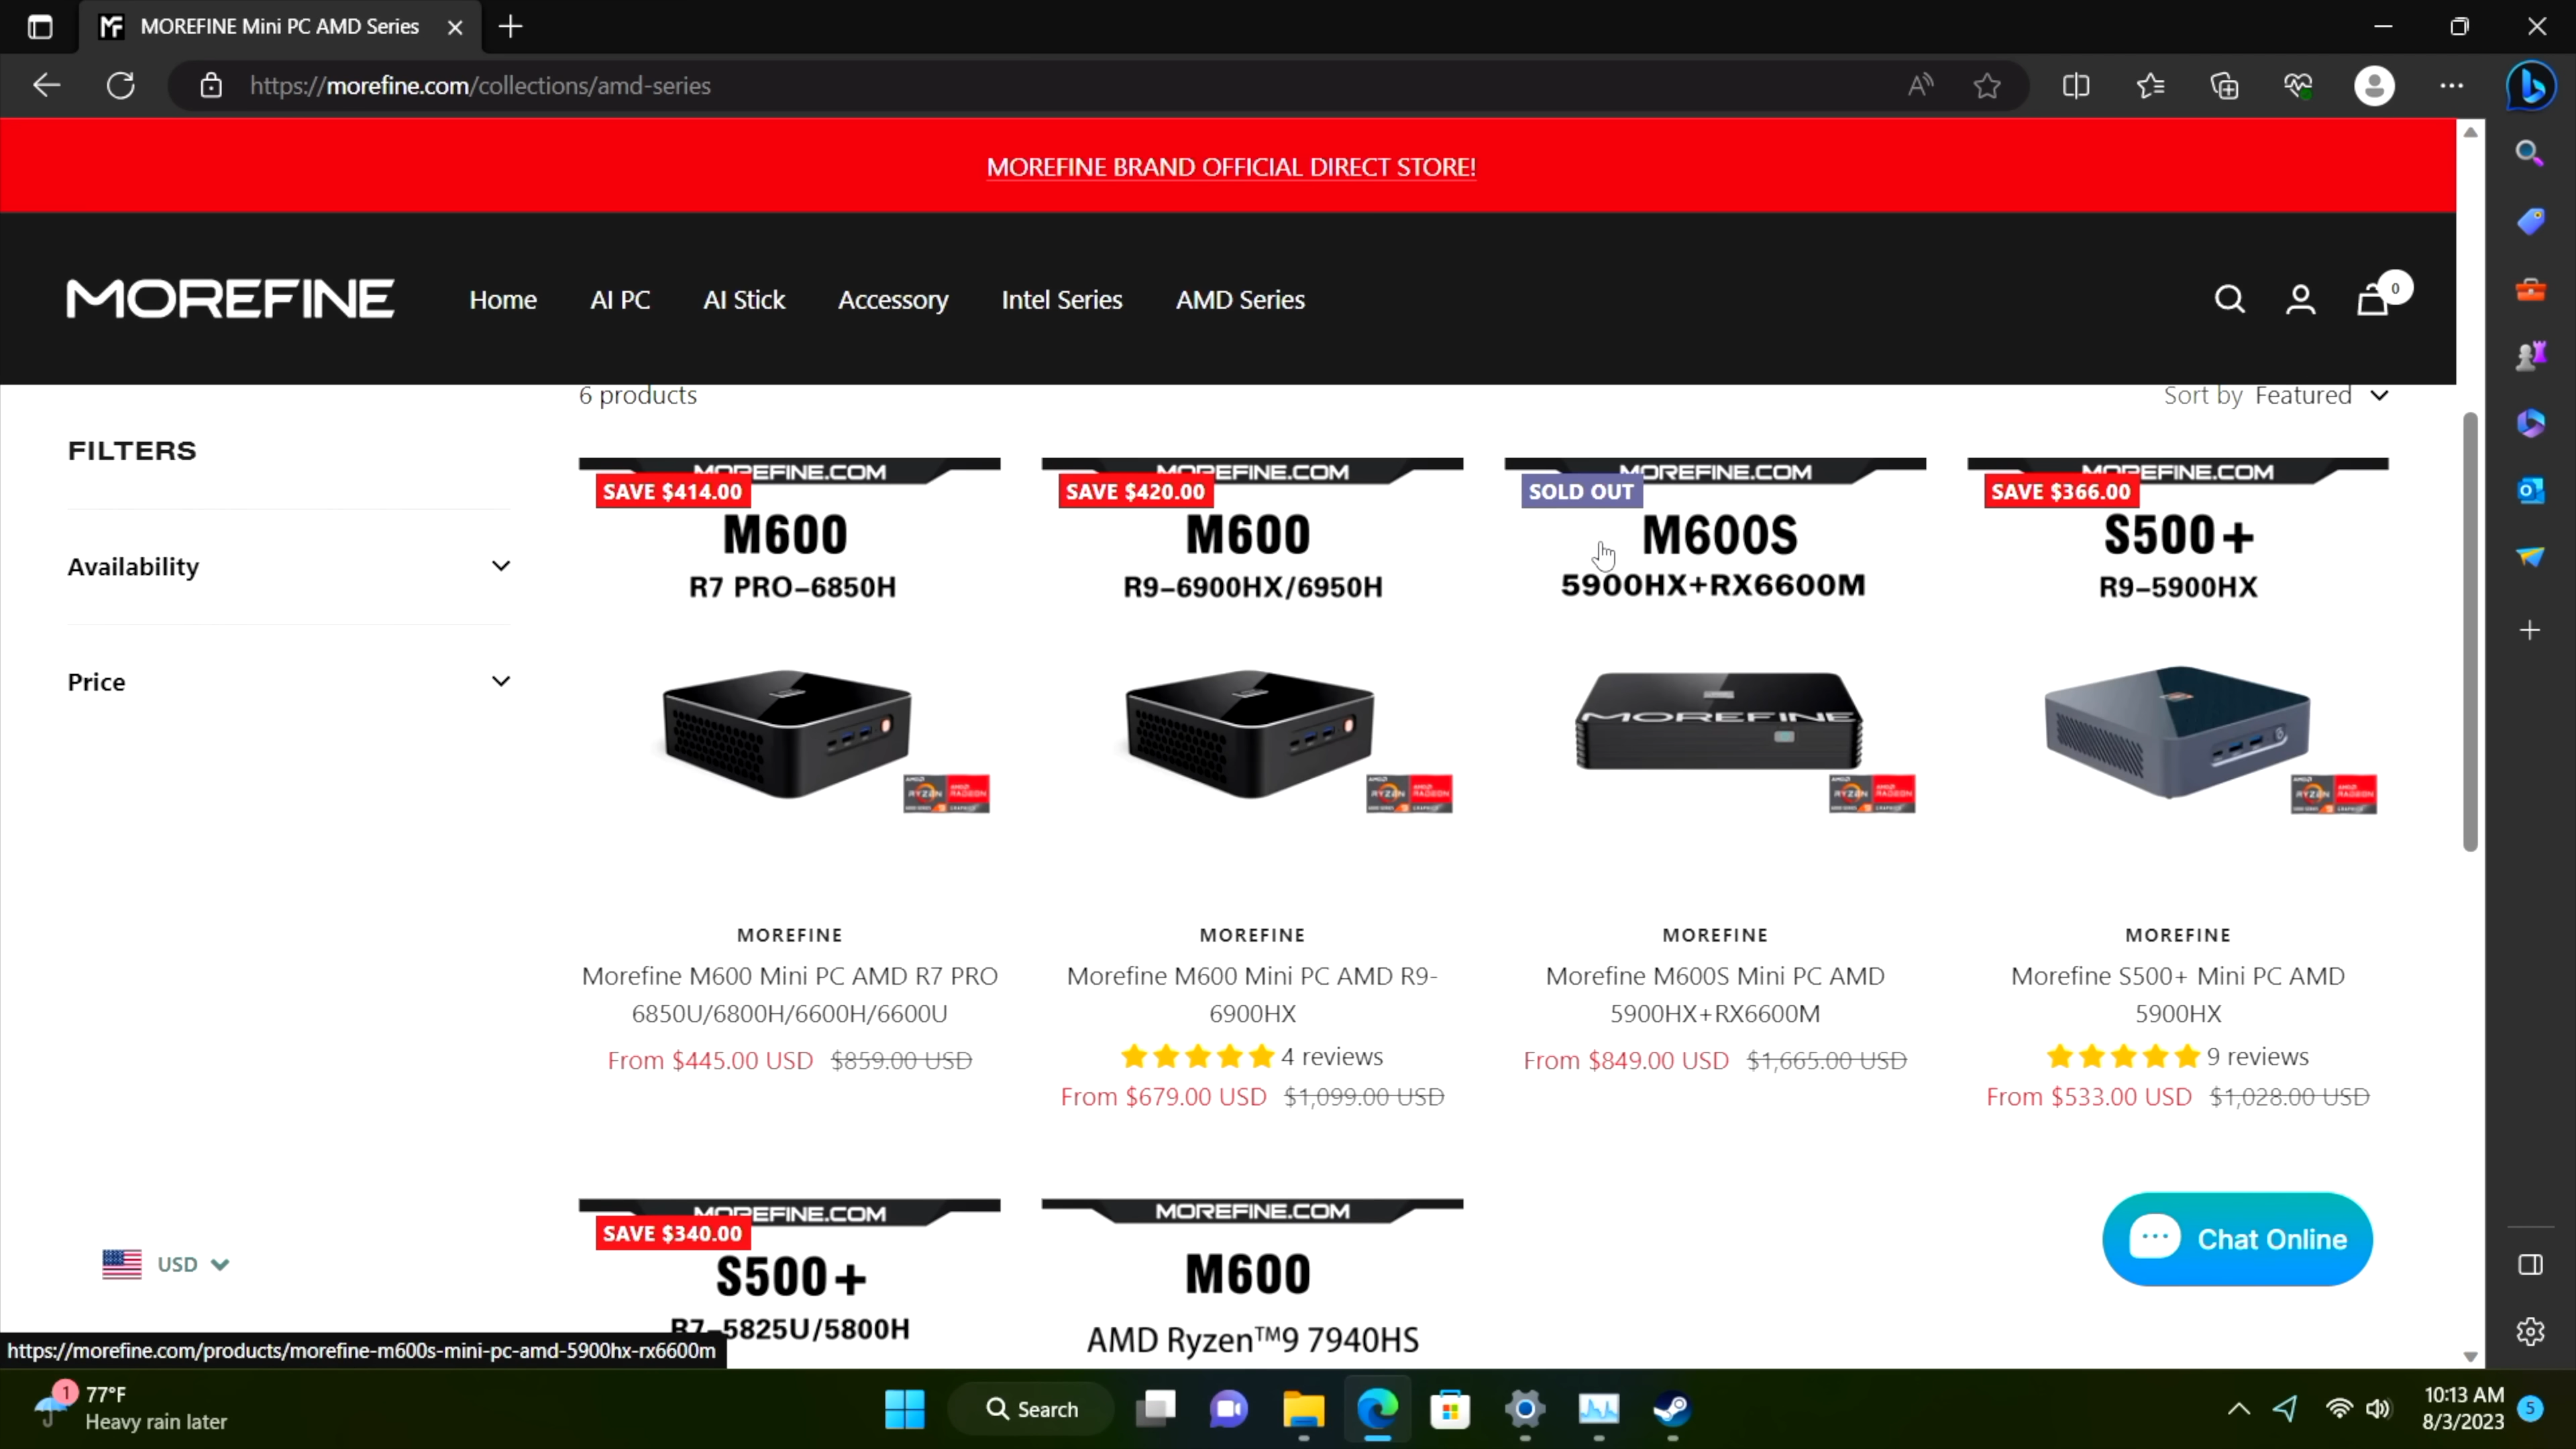 MOREFINE Mini PC AMD Series
https://morefine.com/collections/amd-series
MOREFINE BRAND OFFICIAL DIRECT STORE!
MOREFINE
Home
AI PC
AI Stick
Accessory
Intel Series
AMD Series
0
6 products
Sort by Featured
FILTERS
Availability
Price
MOREFINE.COM
SAVE $414.00
M600
R7 PRO-6850H
MOREFINE
Morefine M600 Mini PC AMD R7 PRO
6850U/6800H/6600H/6600U
From $445.00 USD $859.00 USD
MOREFINE.COM
SAVE $420.00
M600
R9-6900HX/6950H
MOREFINE
Morefine M600 Mini PC AMD R9-
6900HX
4 reviews
From $679.00 USD $1,099.00 USD
MOREFINE.COM
SOLD OUT
M600S
5900HX+RX6600M
MOREFINE
MOREFINE
Morefine M600S Mini PC AMD
5900HX+RX6600M
From $849.00 USD $1,665.00 USD
MOREFINE.COM
SAVE $366.00
S500+
R9-5900HX
MOREFINE
Morefine S500+ Mini PC AMD
5900HX
9 reviews
From $533.00 USD $1,028.00 USD
MOREFINE.COM
SAVE $340.00
S500+
R7-5825U/5800H
MOREFINE.COM
M600
AMD Ryzen™9 7940HS
USD
Chat Online
https://morefine.com/products/morefine-m600s-mini-pc-amd-5900hx-rx6600m
1
77°F
Heavy rain later
Search
10:13 AM
8/3/2023
5